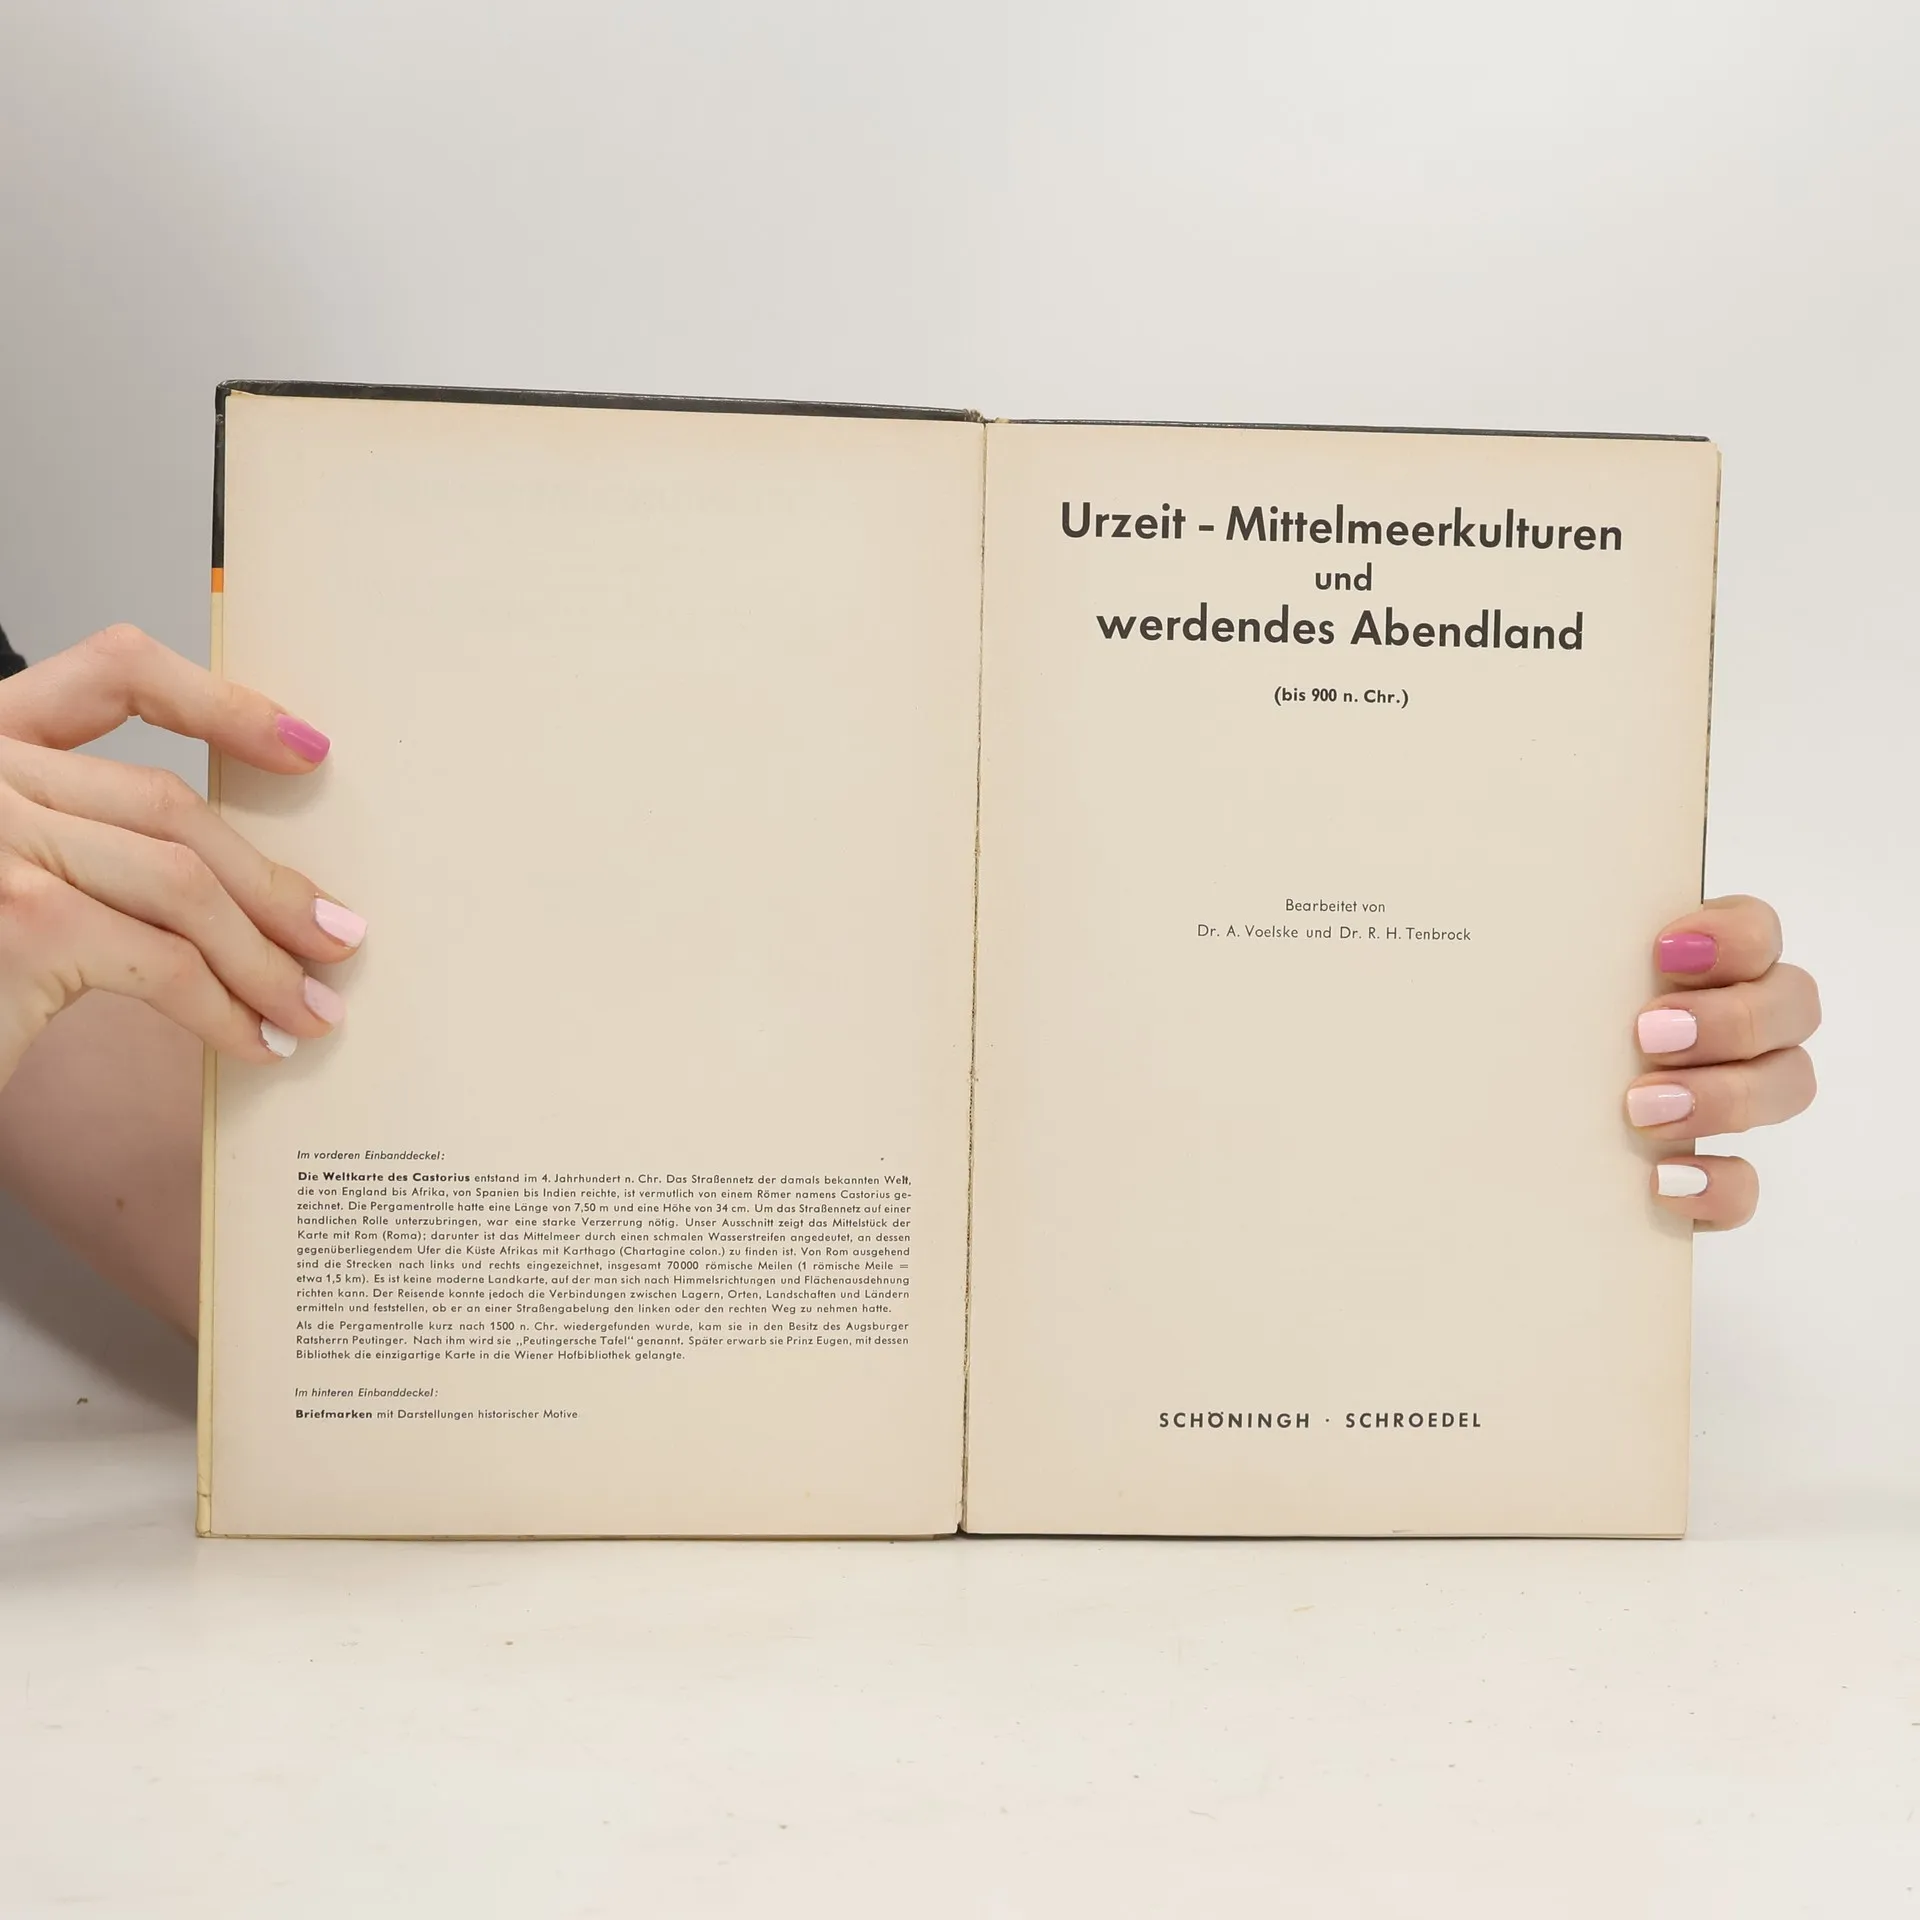 Im vorderen Einbanddeckel:
Die Weltkarte des Castorius entstand im 4. Jahrhundert n. Chr. Das Straßennetz der damals bekannten Welt,
die von England bis Afrika, von Spanien bis Indien reichte, ist vermutlich von einem Römer namens Castorius ge-
zeichnet. Die Pergamentrolle hatte eine Länge von 7,50 m und eine Höhe von 34 cm. Um das Straßennetz auf einer
handlichen Rolle unterzubringen, war eine starke Verzerrung nötig. Unser Ausschnitt zeigt das Mittelstück der
Karte mit Rom (Roma); darunter ist das Mittelmeer durch einen schmalen Wasserstreifen angedeutet, an dessen
gegenüberliegendem Ufer die Küste Afrikas mit Karthago (Chartagine colon.) zu finden ist. Von Rom ausgehend
sind die Strecken nach links und rechts eingezeichnet, insgesamt 70000 römische Meilen (1 römische Meile =
etwa 1,5 km). Es ist keine moderne Landkarte, auf der man sich nach Himmelsrichtungen und Flächenausdehnung
richten kann. Der Reisende konnte jedoch die Verbindungen zwischen Lagern, Orten, Landschaften und Ländern
ermitteln und feststellen, ob er an einer Straßengabelung den linken oder den rechten Weg zu nehmen hatte.
Als die Pergamentrolle kurz nach 1500 n. Chr. wiedergefunden wurde, kam sie in den Besitz des Augsburger
Ratsherrn Peutinger. Nach ihm wird sie „Peutingersche Tafel“ genannt. Später erwarb sie Prinz Eugen, mit dessen
Bibliothek die einzigartige Karte in die Wiener Hofbibliothek gelangte.
Im hinteren Einbanddeckel:
Briefmarken mit Darstellungen historischer Motive
Urzeit - Mittelmeerkulturen
und
werdendes Abendland
(bis 900 n. Chr.)
Bearbeitet von
Dr. A. Voelske und Dr. R. H. Tenbrock
SCHÖNINGH · SCHROEDEL